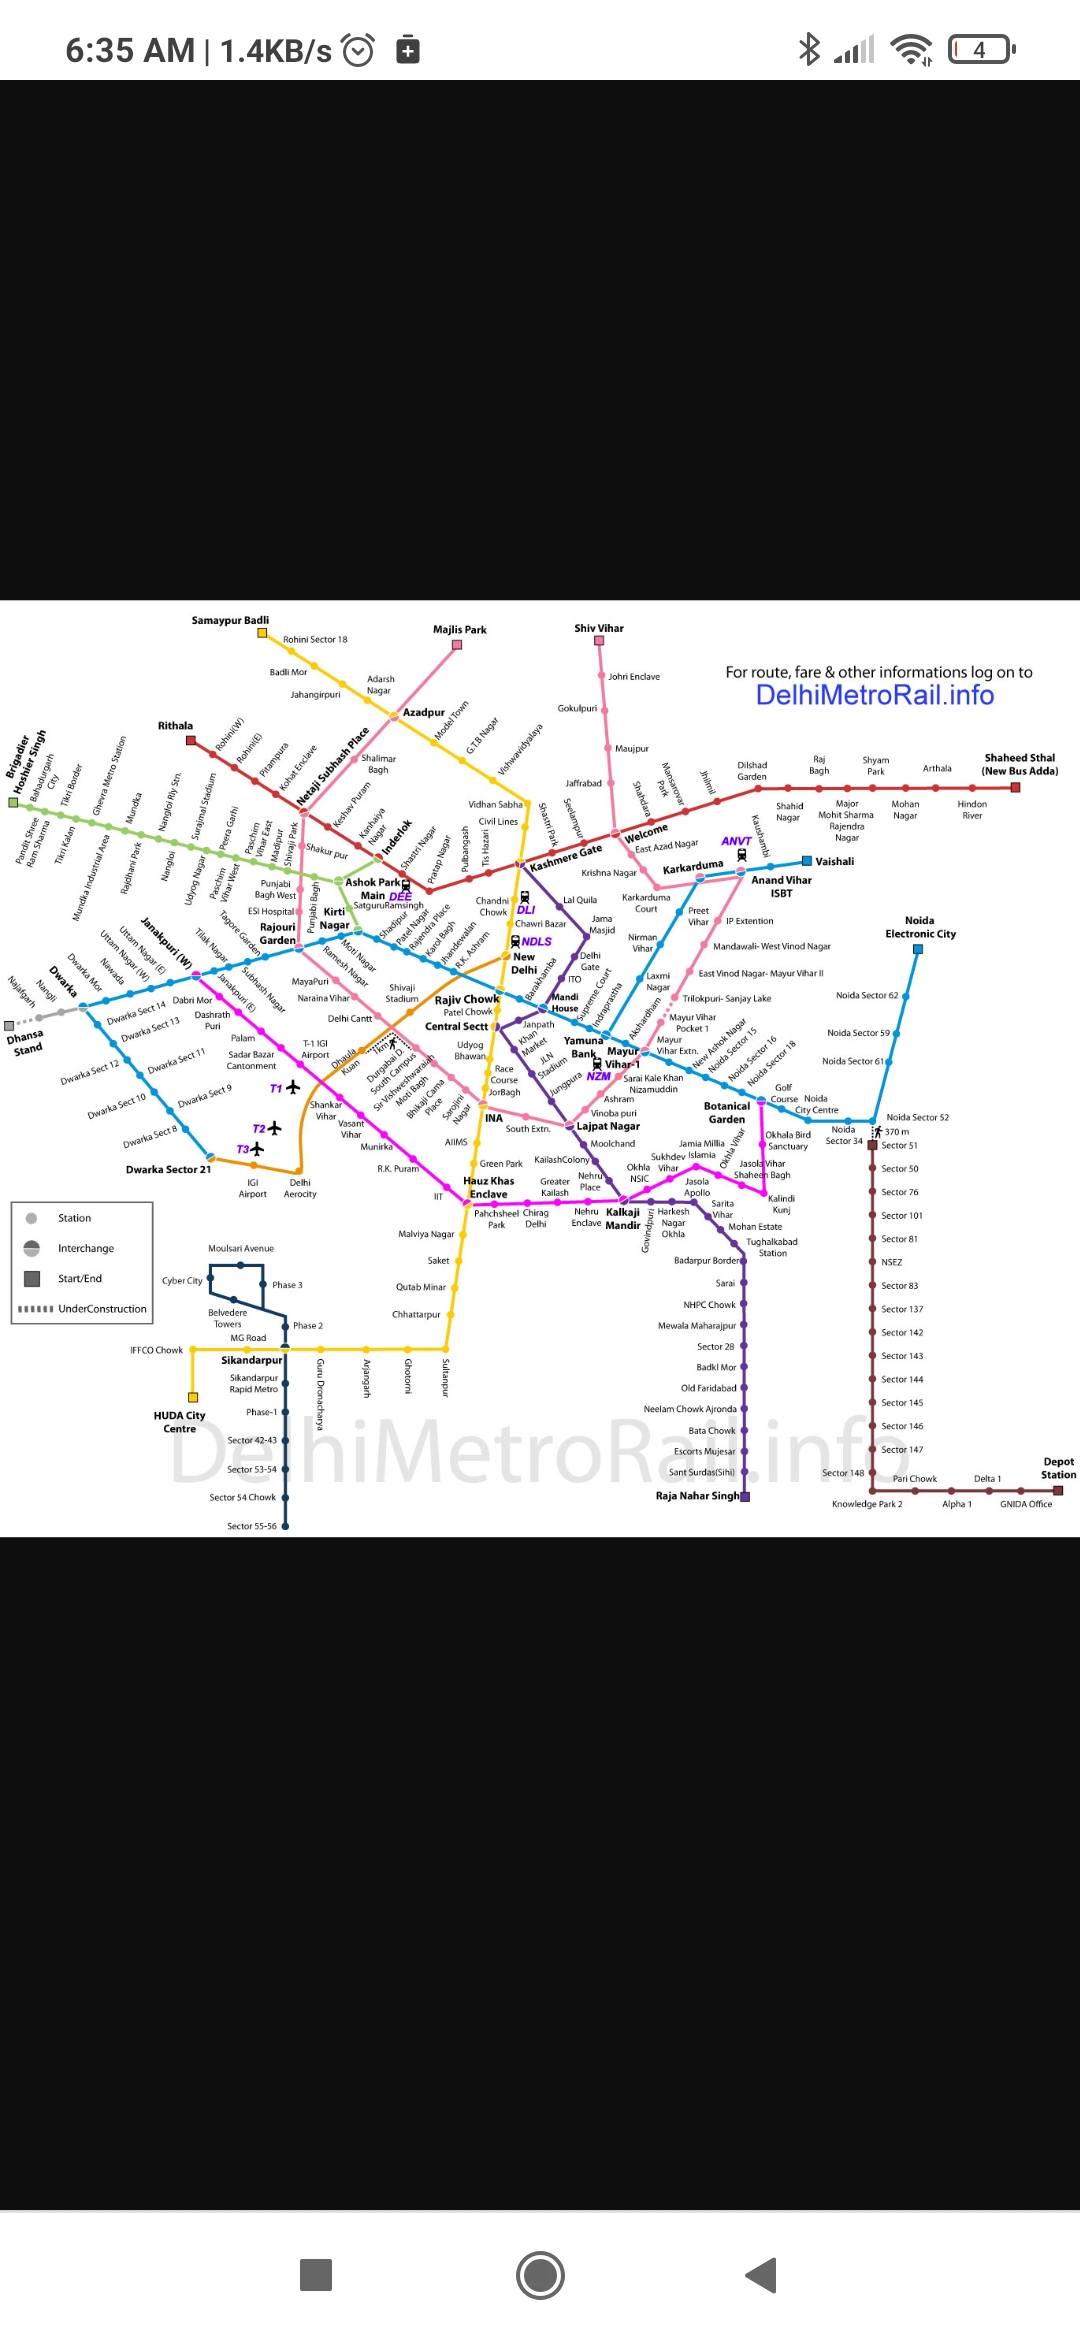 6:35 AM | 1.4KB/s
4
Samaypur Badli
Rohini Sector 18
Badli Mor
Jahangirpuri
Adarsh
Nagar
Azadpur
Model Town
G.T.B Nagar
Vishwavidyalaya
Vidhan Sabha
Civil Lines
Majlis Park
Shalimar
Bagh
Netaji Subhash Place
Shiv Vihar
Johri Enclave
Gokulpuri
Maujpur
Jaffrabad
For route, fare & other informations log on to
DelhiMetroRail.info
Rithala
Rohini(W)
Rohini(E)
Pitampura
Kohat Enclave
Keshav Puram
Kanhaiya
Nagar
Inderlok
Shastri Nagar
Pratap Nagar
Pulbangash
Tis Hazari
Kashmere Gate
Shastri Park
Seelampur
Welcome
Shahdara
Mansarovar
Park
Jhilmil
Dilshad
Garden
Shahid
Nagar
Raj
Bagh
Major
Mohit Sharma
Rajendra
Nagar
Shyam
Park
Mohan
Nagar
Arthala
Hindon
River
Shaheed Sthal
(New Bus Adda)
Brigadier
Hoshier Singh
Bahadurgarh
City
Pandit Shree
Ram Sharma
Tikri Border
Tikri Kalan
Ghevra Metro Station
Mundka Industrial Area
Mundka
Rajdhani Park
Nangloi Rly Stn.
Nangloi
Surajmal Stadium
Udyog Nagar
Peera Garhi
Paschim
Vihar West
Paschim
Vihar East
Madipur
Shivaji Park
Shakur pur
Punjabi
Bagh West
Punjabi Bagh
ESI Hospital
Ashok Park
Main
DEE
SatguruRamsingh
Kirti
Nagar
Rajouri
Garden
East Azad Nagar
Krishna Nagar
Karkarduma
Court
Karkarduma
ANVT
Kaushambi
Vaishali
Anand Vihar
ISBT
Preet
Vihar
Nirman
Vihar
Laxmi
Nagar
IP Extention
Mandawali- West Vinod Nagar
East Vinod Nagar- Mayur Vihar II
Trilokpuri- Sanjay Lake
Mayur Vihar
Pocket 1
Mayur
Vihar Extn.
Mayur
Vihar-1
Chandni
Chowk
DLI
Chawri Bazar
NDLS
New
Delhi
Lal Quila
Jama
Masjid
Delhi
Gate
ITO
Mandi
House
Janpath
Khan
Market
JLN
Stadium
Jungpura
Noida
Electronic City
Noida Sector 62
Noida Sector 59
Noida Sector 61
Noida Sector 52
370 m
Sector 51
Sector 50
Sector 76
Sector 101
Sector 81
NSEZ
Sector 83
Sector 137
Sector 142
Sector 143
Sector 144
Sector 145
Sector 146
Sector 147
Sector 148
Knowledge Park 2
Pari Chowk
Alpha 1
Delta 1
GNIDA Office
Depot
Station
Dhansa
Stand
Najafgarh
Nangli
Dwarka
Dwarka Mor
Nawada
Uttam Nagar (W)
Uttam Nagar (E)
Janakpuri (W)
Tilak Nagar
Subhash Nagar
Tagore Garden
Ramesh Nagar
Moti Nagar
Shadipur
Patel Nagar
Rajendra Place
Karol Bagh
Jhandewalan
R.K. Ashram
Rajiv Chowk
Barakhamba
Supreme Court
Indraprastha
Yamuna
Bank
Akshardham
New Ashok Nagar
Noida Sector 15
Noida Sector 16
Noida Sector 18
Botanical
Garden
Golf
Course
Noida
City Centre
Noida
Sector 34
Dwarka Sect 14
Dwarka Sect 13
Dwarka Sect 12
Dwarka Sect 11
Dwarka Sect 10
Dwarka Sect 9
Dwarka Sect 8
Dwarka Sector 21
IGI
Airport
Delhi
Aerocity
Dhaula
Kuan
Shivaji
Stadium
T1
T2
T3
Janakpuri (E)
Dabri Mor
Dashrath
Puri
Palam
Sadar Bazar
Cantonment
T-1 IGI
Airport
Shankar
Vihar
Vasant
Vihar
Munirka
R.K. Puram
IIT
Hauz Khas
Enclave
Pahchsheel
Park
Chirag
Delhi
Greater
Kailash
Nehru
Enclave
Kalkaji
Mandir
Okhla
NSIC
Sukhdev
Vihar
Jamia Millia
Islamia
Okhla Vihar
Jasola Vihar
Shaheen Bagh
Kalindi
Kunj
Okhala Bird
Sanctuary
MayaPuri
Naraina Vihar
Delhi Cantt
1km
Durgabai D.
South Campus
Sir Vishweshwaraiah
Moti Bagh
Bhikaji Cama
Place
Sarojini
Nagar
INA
South Extn.
Lajpat Nagar
Vinoba puri
Ashram
Sarai Kale Khan
Nizamuddin
NZM
Patel Chowk
Central Sectt
Udyog
Bhawan
Race
Course
JorBagh
AIIMS
Green Park
Malviya Nagar
Saket
Qutab Minar
Chhattarpur
Sultanpur
Ghotorni
Arjangarh
Guru Dronacharya
Sikandarpur
MG Road
IFFCO Chowk
HUDA City
Centre
Moolchand
KailashColony
Nehru
Place
Govindpuri
Harkesh
Nagar
Okhla
Jasola
Apollo
Sarita
Vihar
Mohan Estate
Tughalkabad
Station
Badarpur Border
Sarai
NHPC Chowk
Mewala Maharajpur
Sector 28
Badkl Mor
Old Faridabad
Neelam Chowk Ajronda
Bata Chowk
Escorts Mujesar
Sant Surdas(Sihi)
Raja Nahar Singh
Station
Interchange
Start/End
UnderConstruction
Moulsari Avenue
Cyber City
Phase 3
Belvedere
Towers
Phase 2
Sikandarpur
Rapid Metro
Phase-1
Sector 42-43
Sector 53-54
Sector 54 Chowk
Sector 55-56
DelhiMetroRail.info